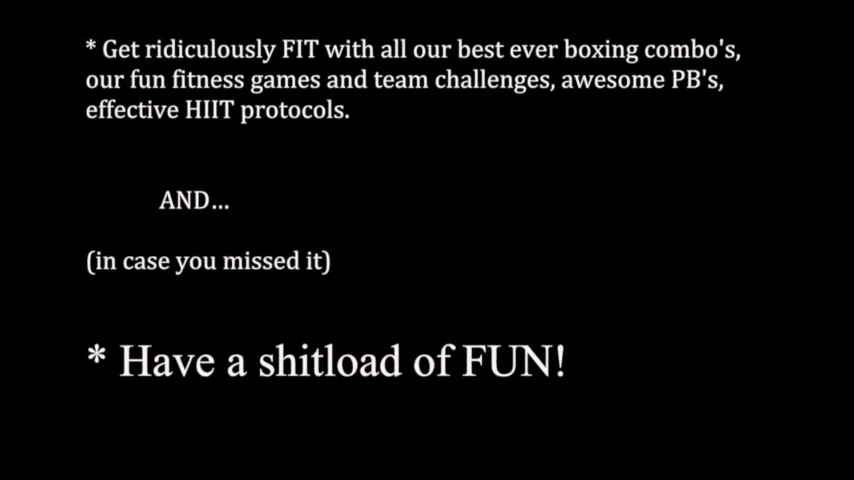 * Get ridiculously FIT with all our best ever boxing combo's,
our fun fitness games and team challenges, awesome PB's,
effective HIIT protocols.
AND...
(in case you missed it)
* Have a shitload of FUN!